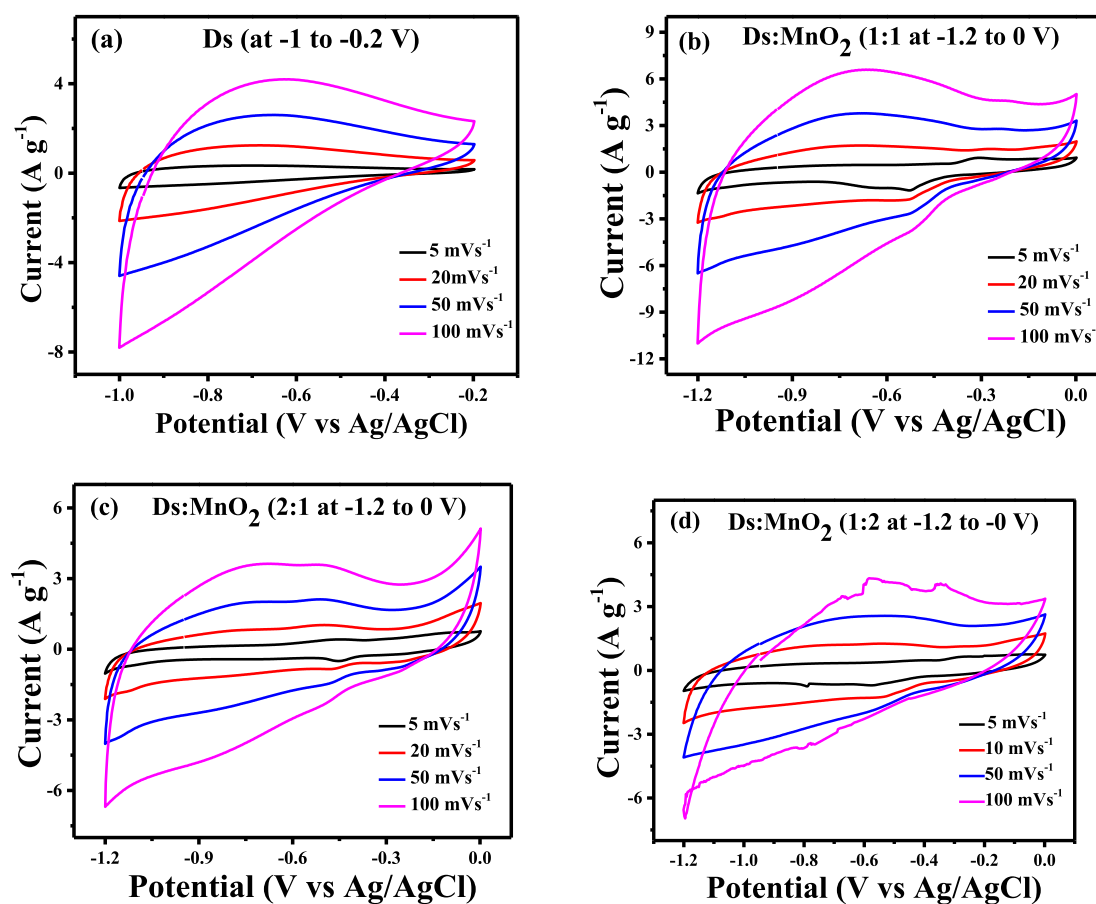 (a) Ds (at -1 to -0.2 V)
Current (A g⁻¹)
4
0
-4
-8
5 mVs⁻¹
20mVs⁻¹
50 mVs⁻¹
100 mVs⁻¹
-1.0 -0.8 -0.6 -0.4 -0.2
Potential (V vs Ag/AgCl)
(b) Ds:MnO₂ (1:1 at -1.2 to 0 V)
Current (A g⁻¹)
9
6
3
0
-3
-6
-9
-12
5 mVs⁻¹
20 mVs⁻¹
50 mVs⁻¹
100 mVs⁻¹
-1.2 -0.9 -0.6 -0.3 0.0
Potential (V vs Ag/AgCl)
(c) Ds:MnO₂ (2:1 at -1.2 to 0 V)
Current (A g⁻¹)
6
3
0
-3
-6
5 mVs⁻¹
20 mVs⁻¹
50 mVs⁻¹
100 mVs⁻¹
-1.2 -0.9 -0.6 -0.3 0.0
Potential (V vs Ag/AgCl)
(d) Ds:MnO₂ (1:2 at -1.2 to -0 V)
Current (A g⁻¹)
6
3
0
-3
-6
5 mVs⁻¹
10 mVs⁻¹
50 mVs⁻¹
100 mVs⁻¹
-1.2 -1.0 -0.8 -0.6 -0.4 -0.2 0.0
Potential (V vs Ag/AgCl)